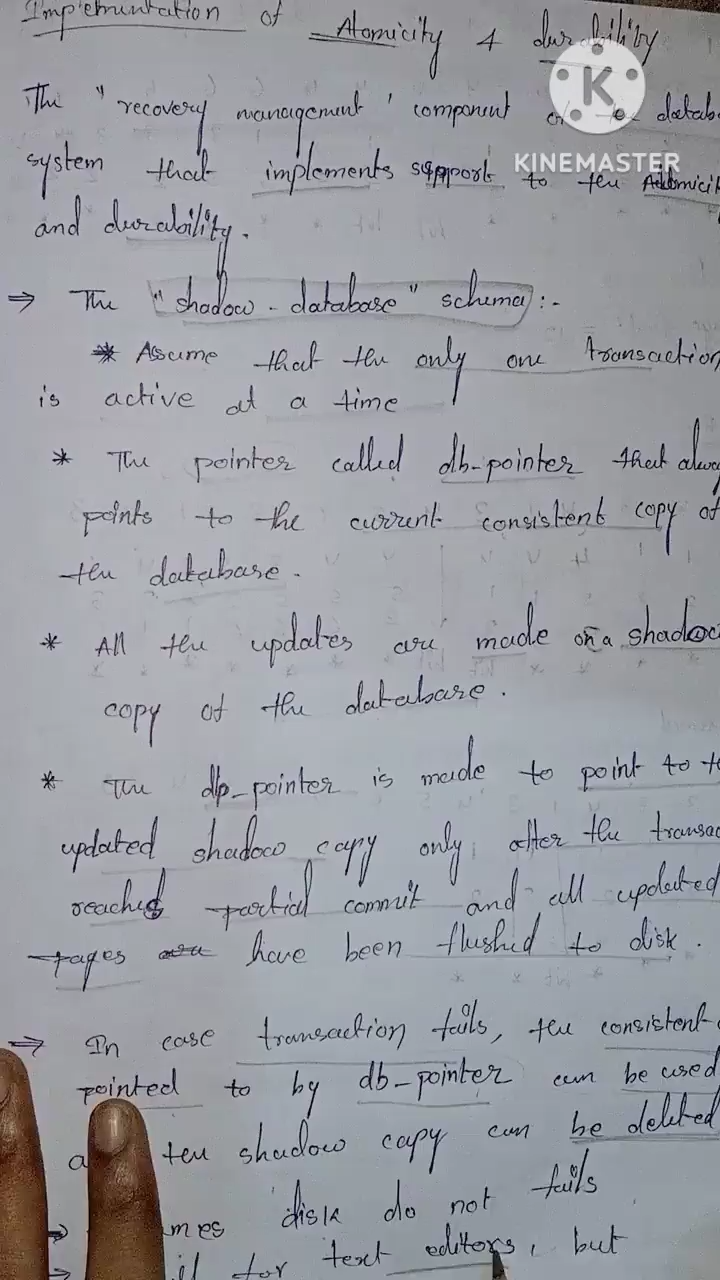 Implementation of Atomicity & durability
K
KINEMASTER
The "recovery management' component datab
system that implements support to the Atomicit
and durability.
⇒ The "shadow-database" schema:-
* Assume that the only one transaction
is active at a time
* The pointer called db-pointer that alwa
points to the current consistent copy of
the database.
* All the updates are made on a shadow
copy of the database.
* The db-pointer is made to point to t
updated shadow copy only after the transac
reached partial commit and all updated
pages have been flushed to disk.
⇒ In case transaction fails, the consistent
pointed to by db-pointer can be used
a the shadow copy can be deleted
mes disk do not fails
for text editors, but